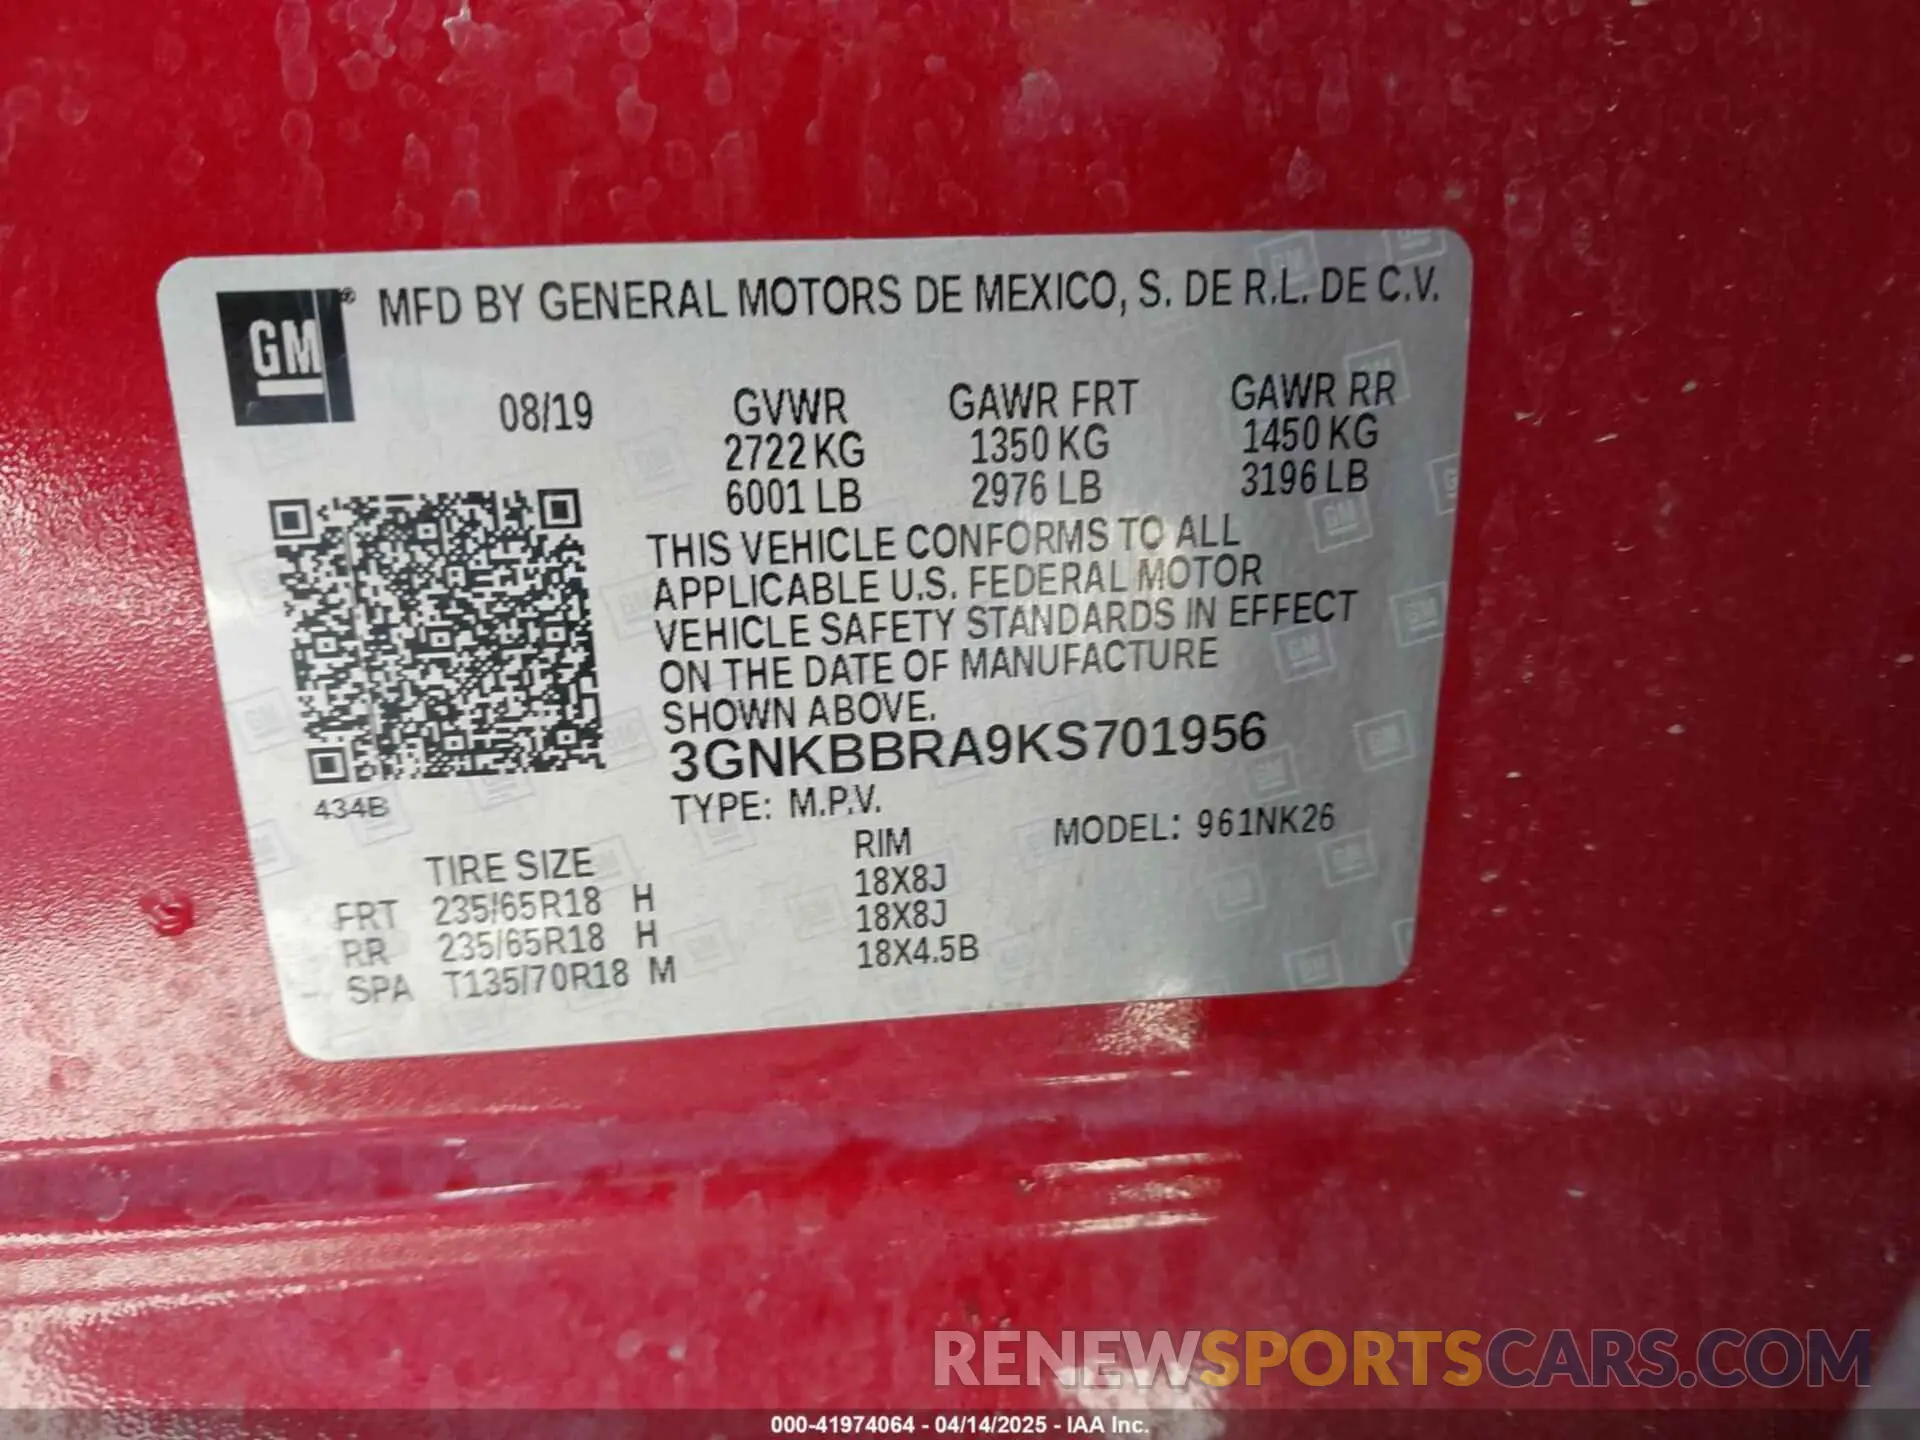 GM® MFD BY GENERAL MOTORS DE MEXICO, S. DE R.L. DE C.V.
08/19 GVWR GAWR FRT GAWR RR
2722 KG 1350 KG 1450 KG
6001 LB 2976 LB 3196 LB
THIS VEHICLE CONFORMS TO ALL
APPLICABLE U.S. FEDERAL MOTOR
VEHICLE SAFETY STANDARDS IN EFFECT
ON THE DATE OF MANUFACTURE
SHOWN ABOVE.
3GNKBBRA9KS701956
434B
TYPE: M.P.V.
MODEL: 961NK26
TIRE SIZE RIM
FRT 235/65R18 H 18X8J
RR 235/65R18 H 18X8J
SPA T135/70R18 M 18X4.5B
RENEWSPORTSCARS.COM
000-41974064 - 04/14/2025 - IAA Inc.